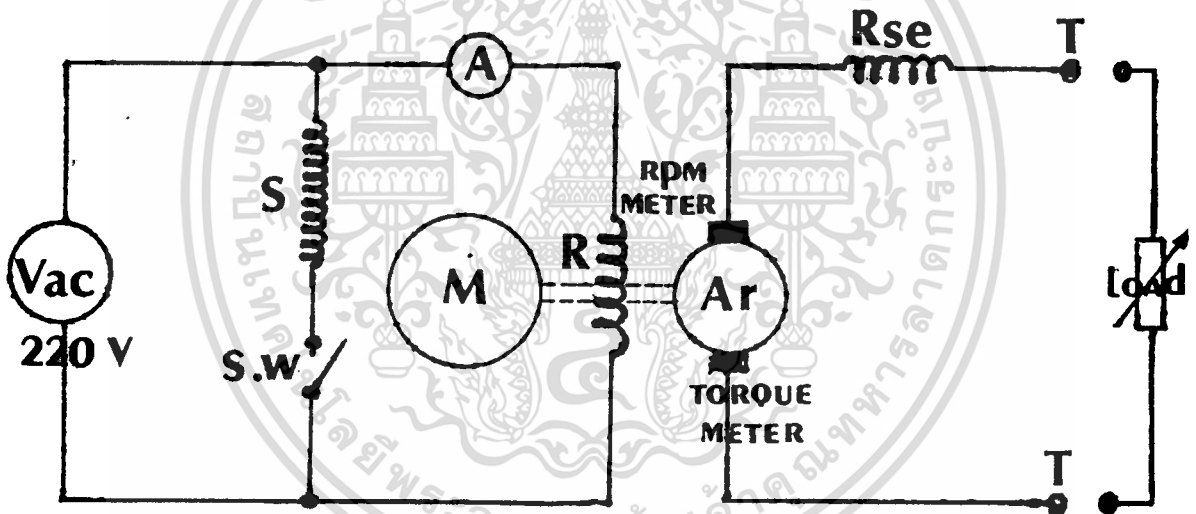 A
Rse
T
S
RPM
METER
R
Vac
220 V
M
Ar
Load
S.W
TORQUE
METER
T